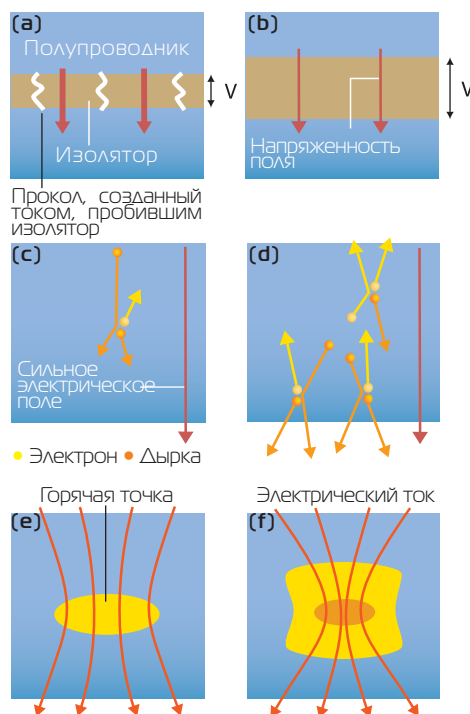 (a)
Полупроводник
V
Изолятор
Прокол, созданный
током, пробившим
изолятор
(b)
V
Напряженность
поля
(c)
Сильное
электрическое
поле
(d)
Электрон Дырка
Горячая точка
(e)
Электрический ток
(f)